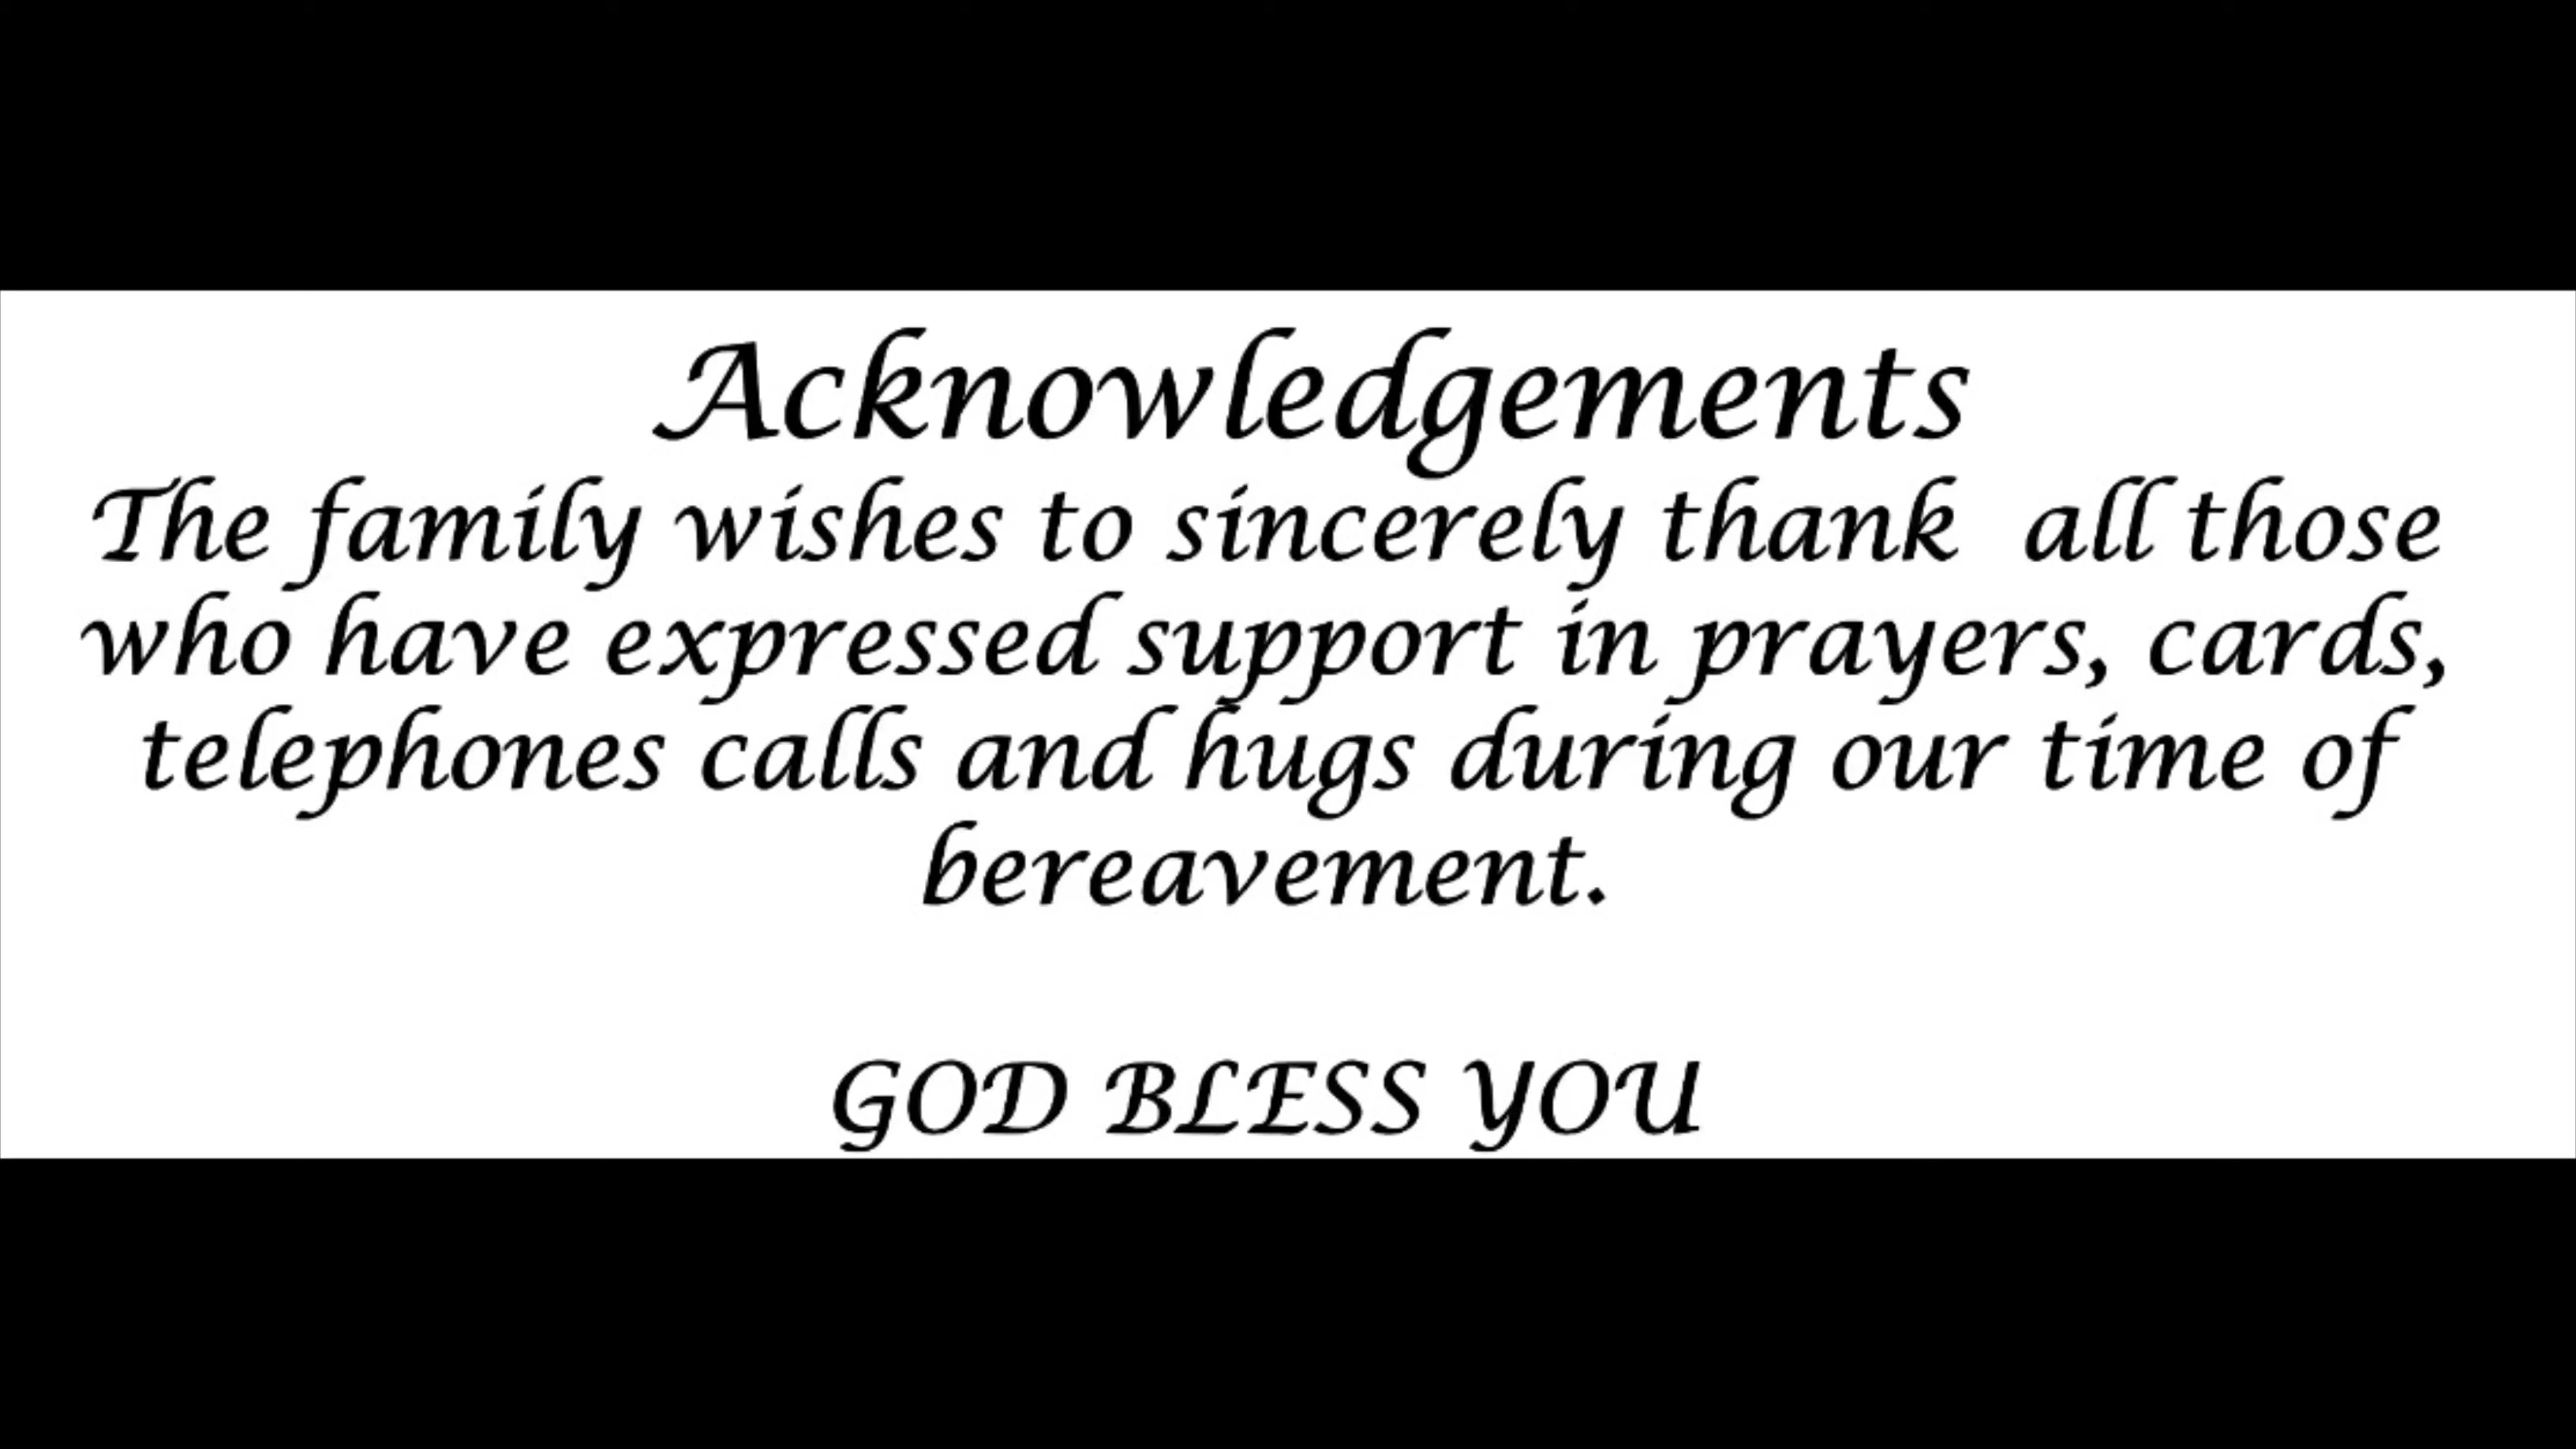 Acknowledgements
The family wishes to sincerely thank  all those
who have expressed support in prayers, cards,
telephones calls and hugs during our time of
bereavement.
GOD BLESS YOU